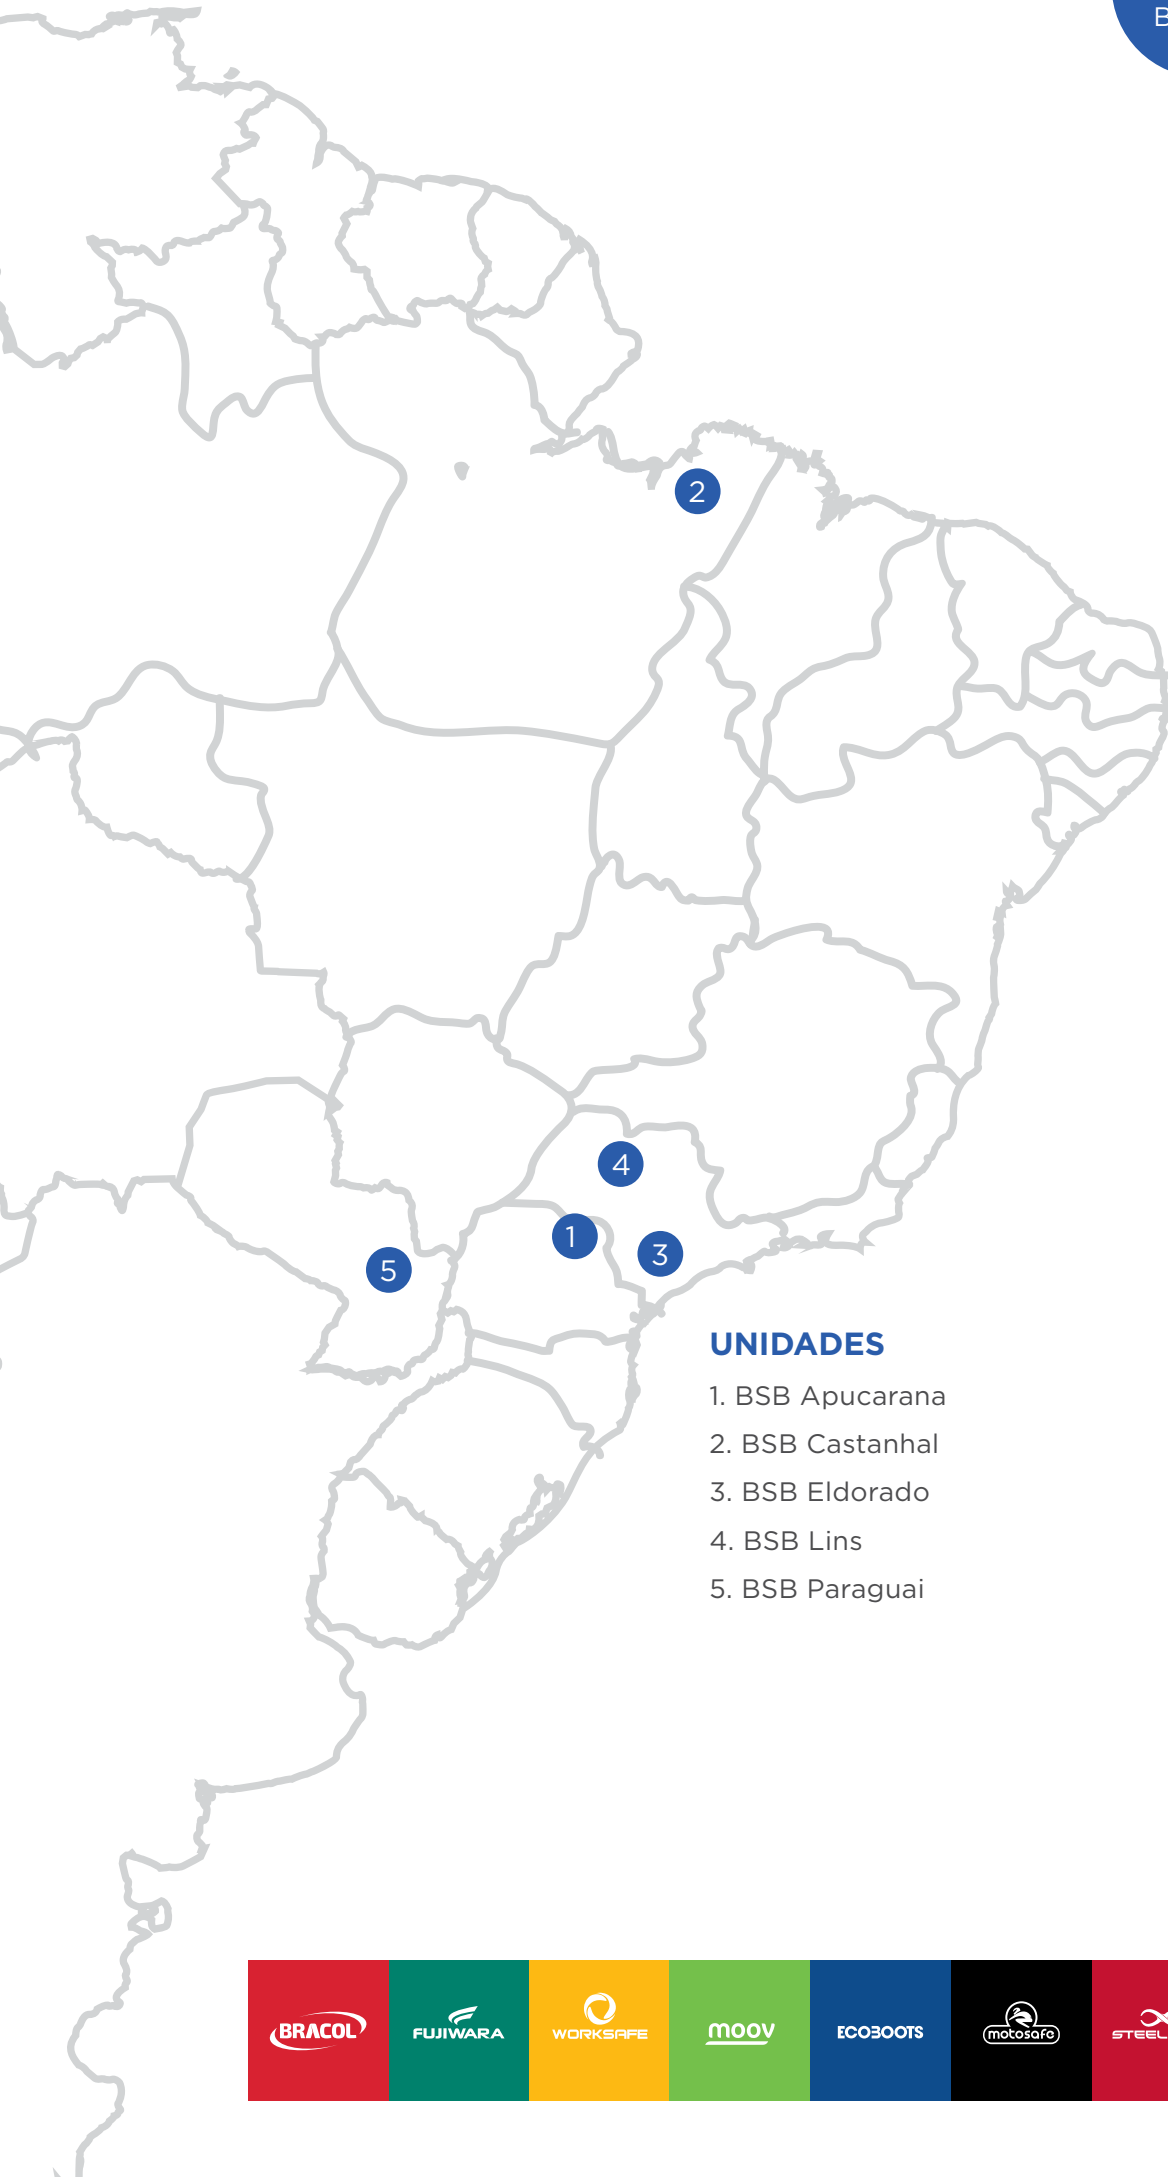 B
2
4
1
3
5
UNIDADES
1. BSB Apucarana
2. BSB Castanhal
3. BSB Eldorado
4. BSB Lins
5. BSB Paraguai
BRACOL
FUJIWARA
WORKSAFE
moov
ECOBOOTS
motosafe
STEEL